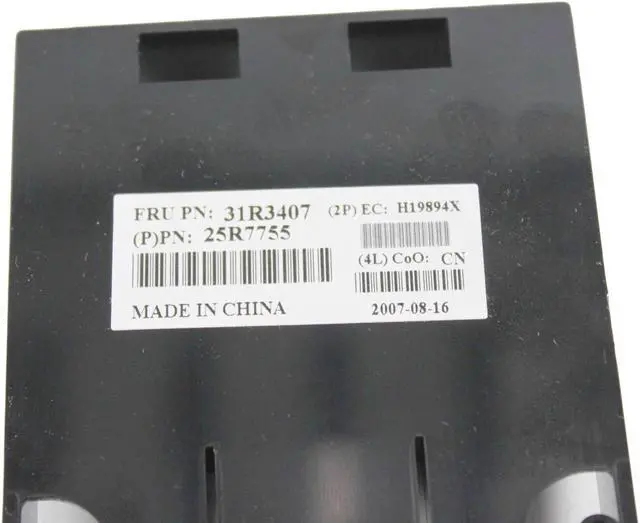 FRU PN: 31R3407 (2P) EC: H19894X
(P)PN: 25R7755
(4L) CoO: CN
MADE IN CHINA 2007-08-16